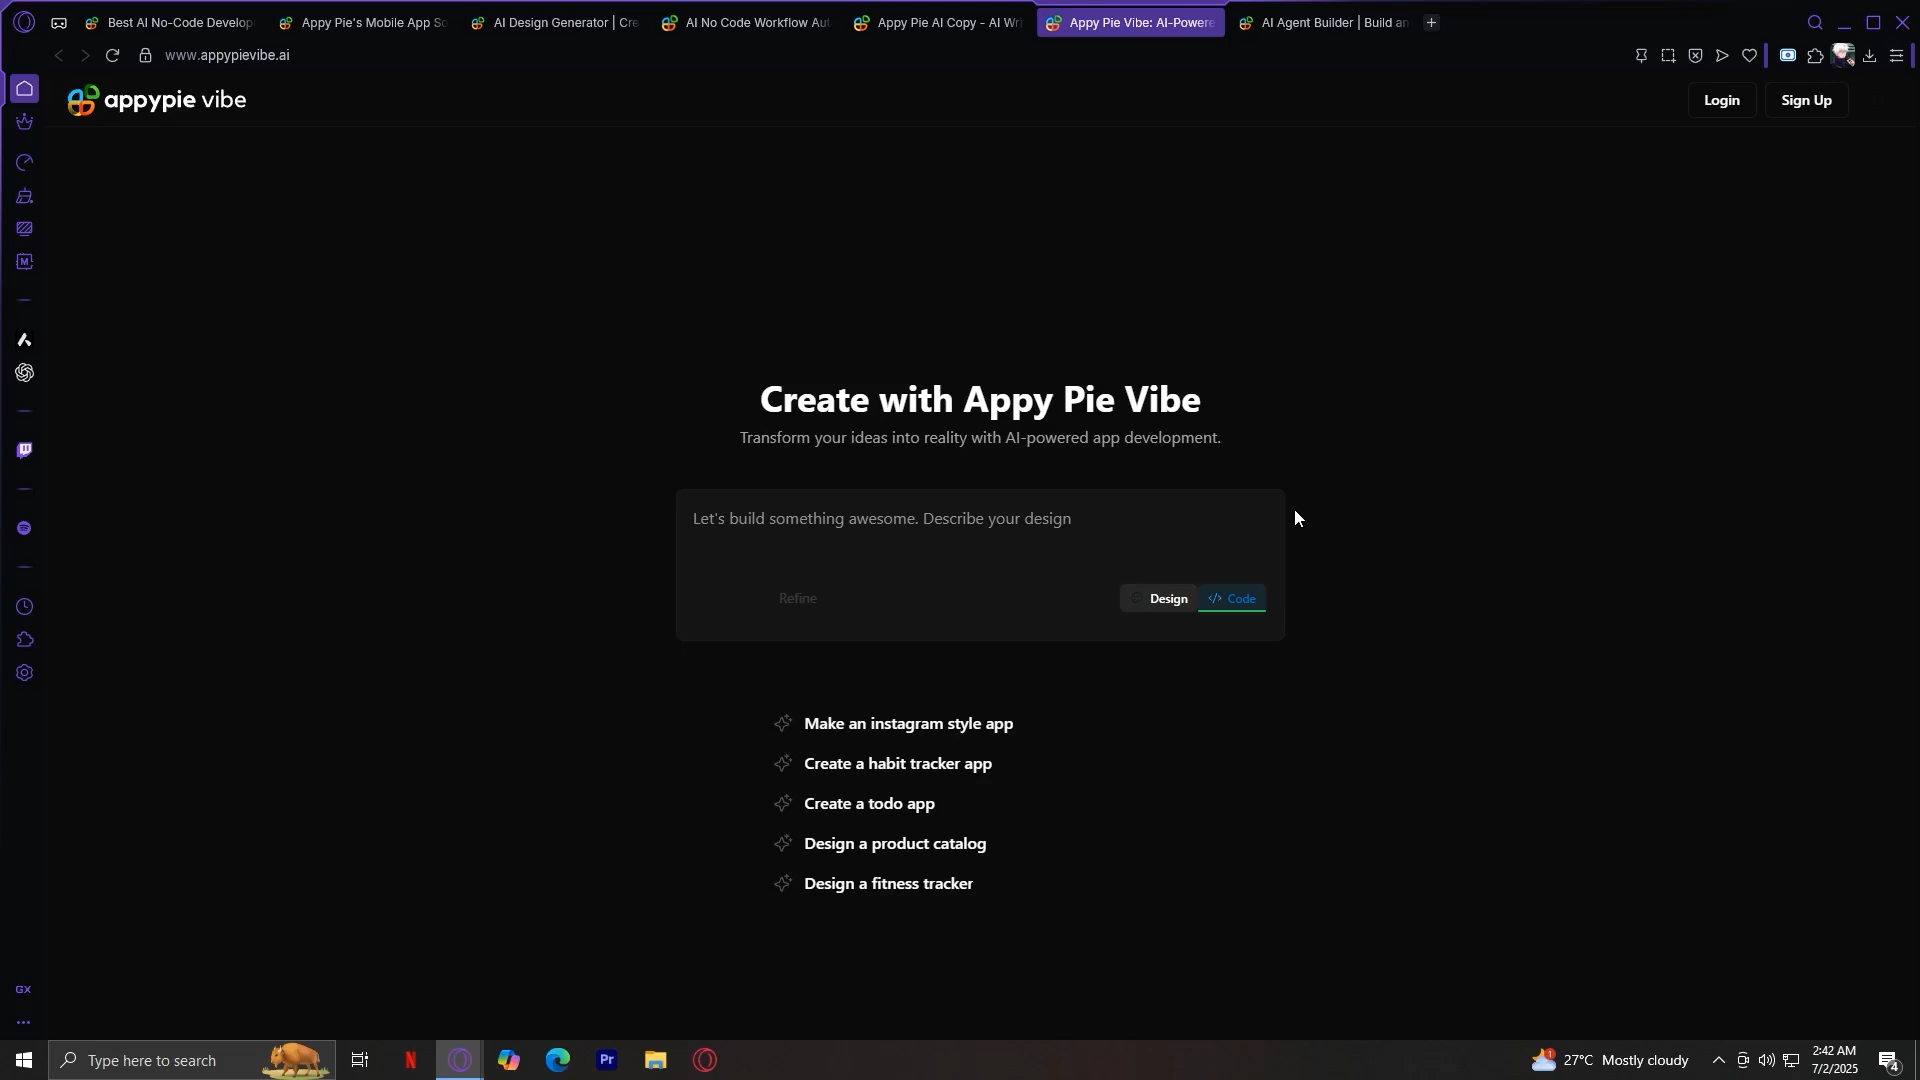 Best AI No-Code Develop
Appy Pie's Mobile App So
AI Design Generator | Cre
AI No Code Workflow Aut
Appy Pie AI Copy - AI Wri
Appy Pie Vibe: AI-Powere
AI Agent Builder | Build an
www.appypievibe.ai
appypie vibe
Login
Sign Up
Create with Appy Pie Vibe
Transform your ideas into reality with AI-powered app development.
Let's build something awesome. Describe your design
Refine
Design
</> Code
Make an instagram style app
Create a habit tracker app
Create a todo app
Design a product catalog
Design a fitness tracker
M
GX
Type here to search
N
Pr
1
27°C Mostly cloudy
2:42 AM
7/2/2025
4